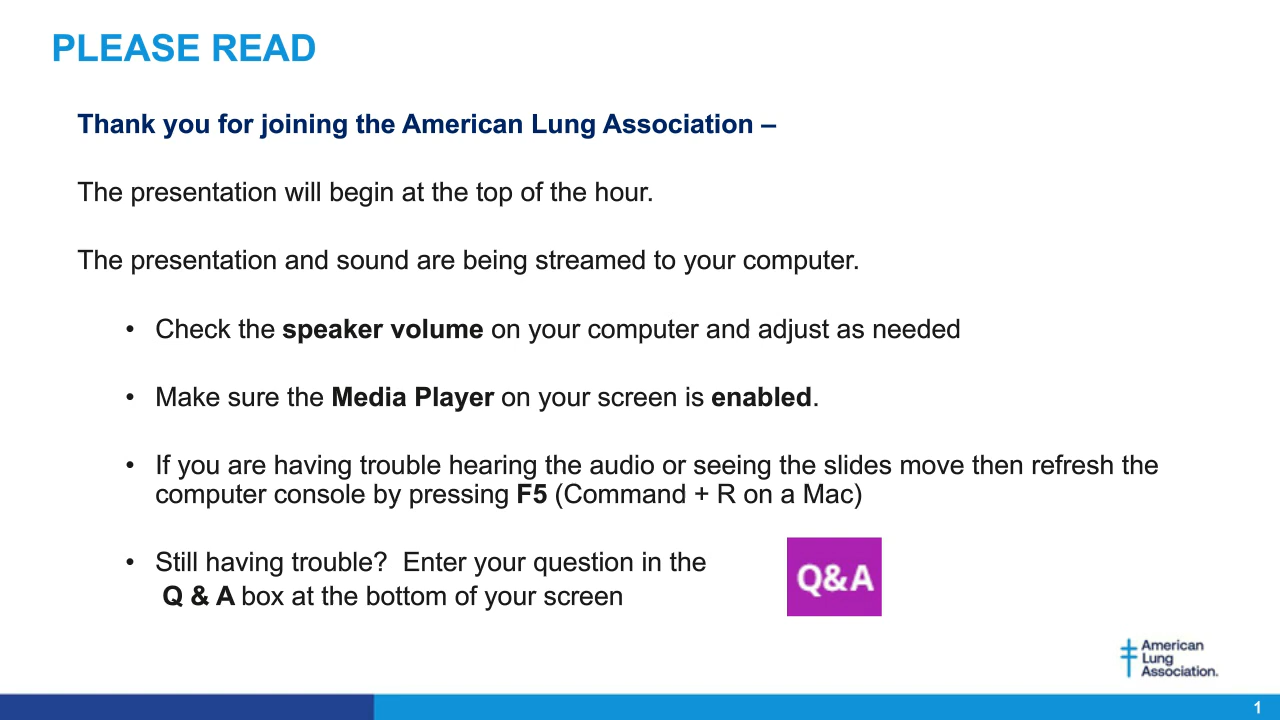 PLEASE READ
Thank you for joining the American Lung Association –
The presentation will begin at the top of the hour.
The presentation and sound are being streamed to your computer.
• Check the speaker volume on your computer and adjust as needed
• Make sure the Media Player on your screen is enabled.
• If you are having trouble hearing the audio or seeing the slides move then refresh the
computer console by pressing F5 (Command + R on a Mac)
• Still having trouble?  Enter your question in the
Q & A box at the bottom of your screen
Q&A
American
Lung
Association.
1